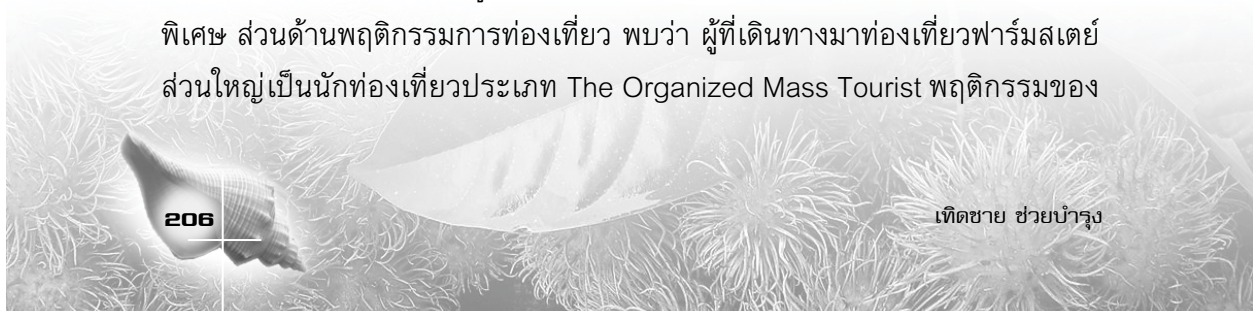 พิเศษ ส่วนด้านพฤติกรรมการท่องเที่ยว พบว่า ผู้ที่เดินทางมาท่องเที่ยวฟาร์มสเตย์
ส่วนใหญ่เป็นนักท่องเที่ยวประเภท The Organized Mass Tourist พฤติกรรมของ
206
เทิดชาย ช่วยบำรุง